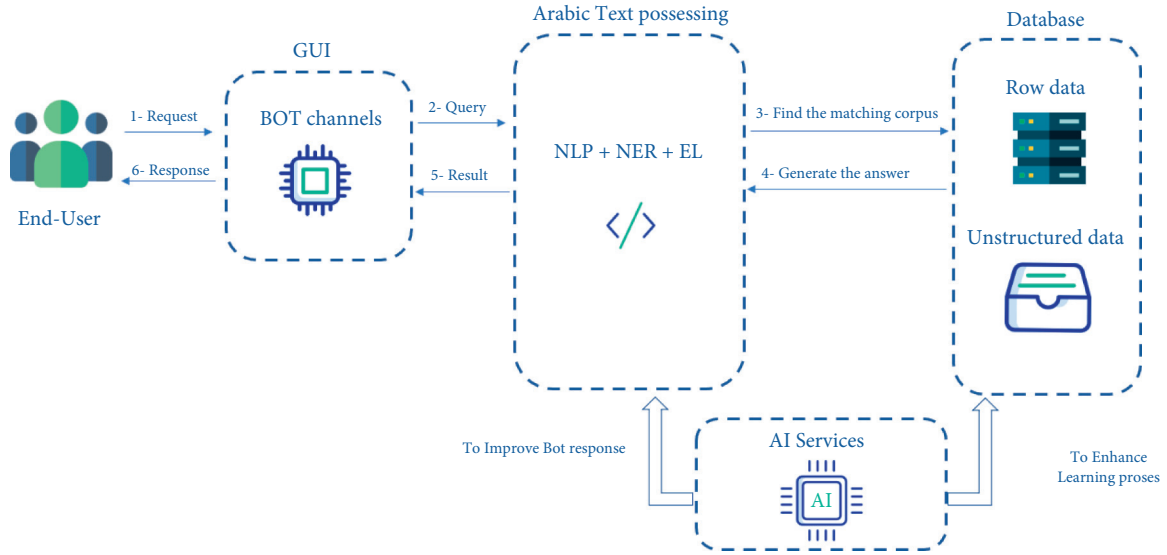 Arabic Text possessing
Database
GUI
Row data
1- Request
BOT channels
2- Query
3- Find the matching corpus
NLP + NER + EL
6- Response
5- Result
4- Generate the answer
End-User
Unstructured data
To Improve Bot response
AI Services
AI
To Enhance
Learning proses